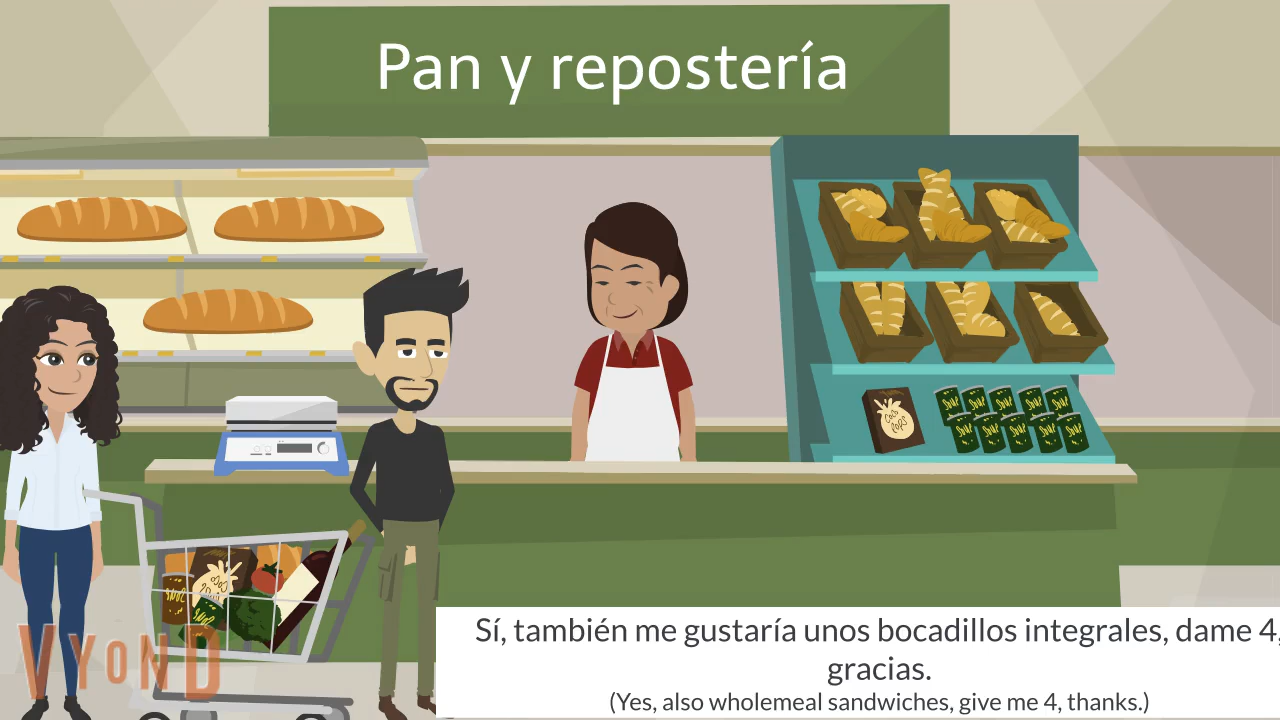 Pan y repostería
Sí, también me gustaría unos bocadillos integrales, dame 4,
gracias.
(Yes, also wholemeal sandwiches, give me 4, thanks.)
VYOND